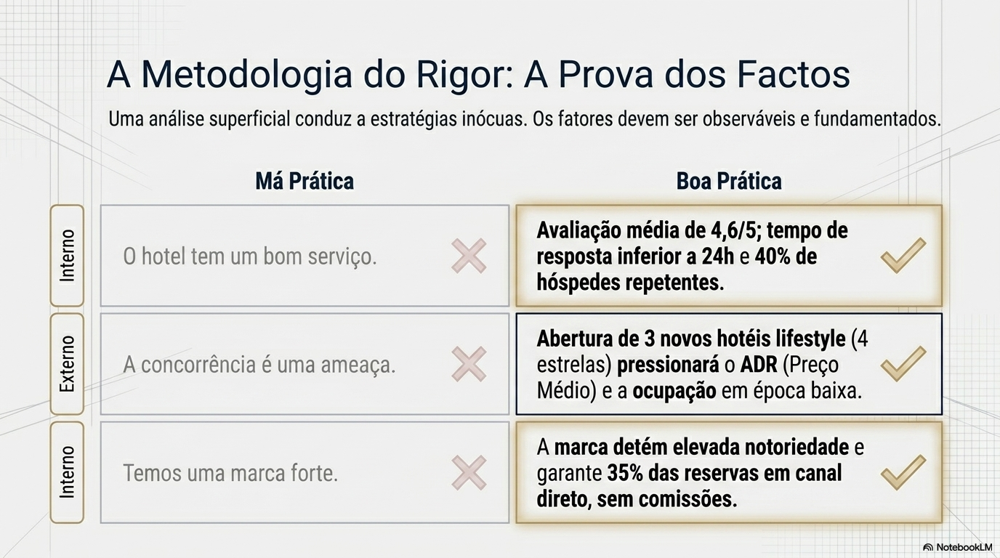 A Metodologia do Rigor: A Prova dos Factos
Uma análise superficial conduz a estratégias inócuas. Os fatores devem ser observáveis e fundamentados.
Má Prática
Boa Prática
Interno
O hotel tem um bom serviço.
Avaliação média de 4,6/5; tempo de
resposta inferior a 24h e 40% de
hóspedes repetentes.
Externo
A concorrência é uma ameaça.
Abertura de 3 novos hotéis lifestyle (4
estrelas) pressionará o ADR (Preço
Médio) e a ocupação em época baixa.
Interno
Temos uma marca forte.
A marca detém elevada notoriedade e
garante 35% das reservas em canal
direto, sem comissões.
NotebookLM